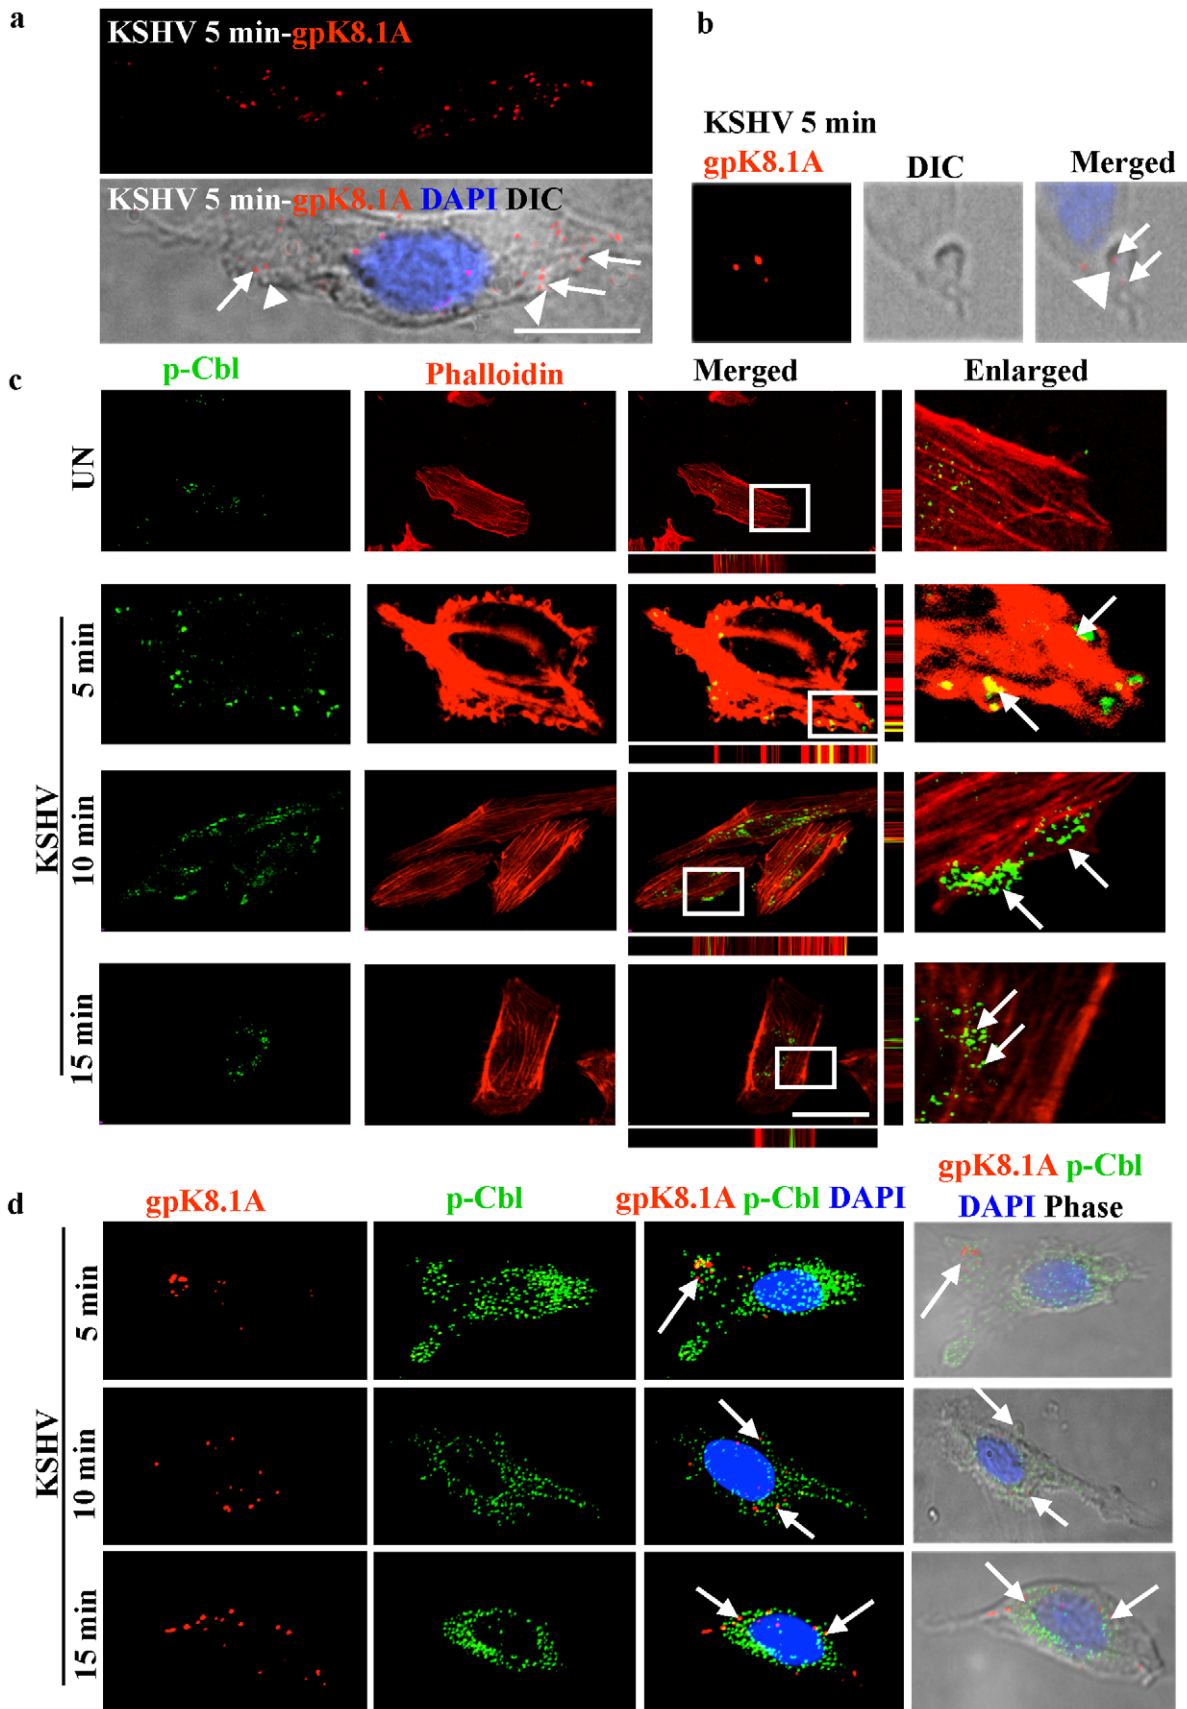 a
KSHV 5 min-gpK8.1A
KSHV 5 min-gpK8.1A DAPI DIC
b
KSHV 5 min
gpK8.1A
DIC
Merged
c
p-Cbl
Phalloidin
Merged
Enlarged
UN
KSHV
5 min
10 min
15 min
d
gpK8.1A
p-Cbl
gpK8.1A p-Cbl DAPI
gpK8.1A p-Cbl
DAPI Phase
KSHV
5 min
10 min
15 min